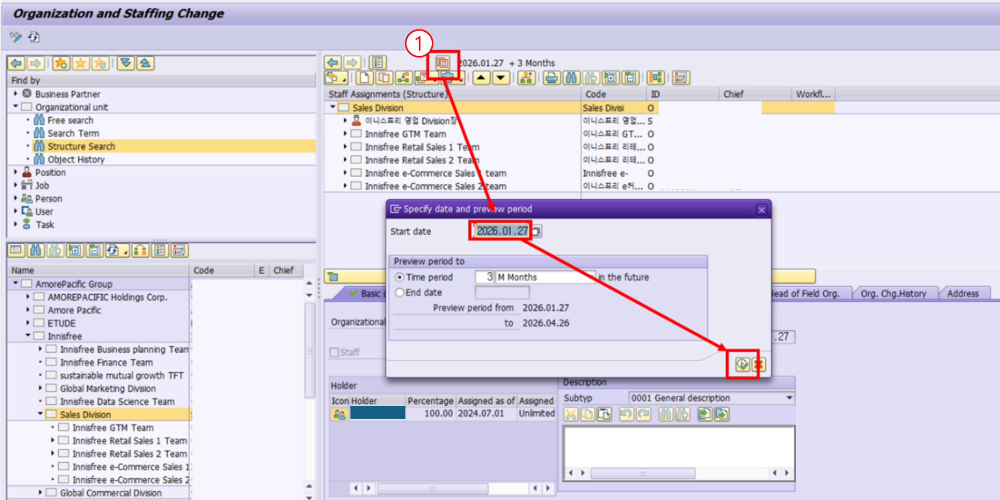 Organization and Staffing Change
1
2026.01.27 + 3 Months
Find by
Business Partner
Organizational unit
Free search
Search Term
Structure Search
Object History
Position
Job
Person
User
Task
Name Code E Chief
AmorePacific Group
AMOREPACIFIC Holdings Corp.
Amore Pacific
ETUDE
Innisfree
Innisfree Business planning Team
Innisfree Finance Team
sustainable mutual growth TFT
Global Marketing Division
Innisfree Data Science Team
Sales Division
Innisfree GTM Team
Innisfree Retail Sales 1 Team
Innisfree Retail Sales 2 Team
Innisfree e-Commerce Sales 1
Innisfree e-Commerce Sales 2
Global Commercial Division
Staff Assignments (Structure) Code ID Chief Workfl...
Sales Division Sales Divisi O
이니스프리 영업 Division장 이니스프리 영업... S
Innisfree GTM Team 이니스프리 GT... O
Innisfree Retail Sales 1 Team 이니스프리 리테... O
Innisfree Retail Sales 2 Team 이니스프리 리테... O
Innisfree e-Commerce Sales 1 team Innisfree e- O
Innisfree e-Commerce Sales 2 team 이니스프리 e커... O
Specify date and preview period
Start date 2026.01.27
Preview period to
Time period 3 M Months in the future
End date
Preview period from 2026.01.27
to 2026.04.26
Basic Head of Field Org. Org. Chg.History Address
Organizational
.27
Staff
Holder
Icon Holder Percentage Assigned as of Assigned
100.00 2024.07.01 Unlimited
Description
Subtyp 0001 General description